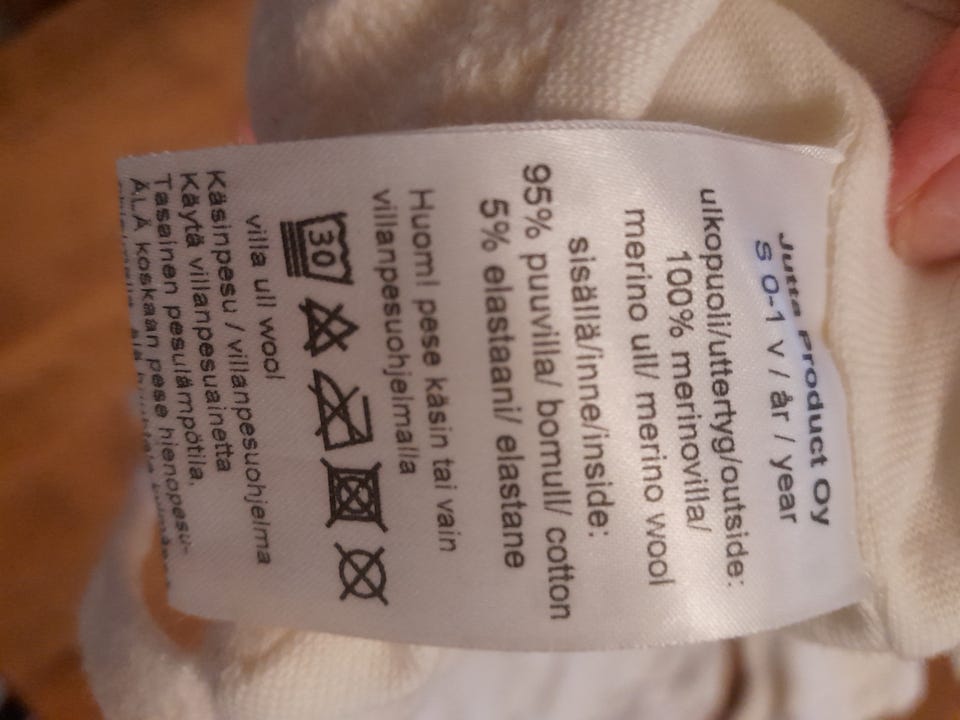 Jutta Product Oy
S 0-1 v / år / year
ulkopuoli/uttertyg/outside:
100% merinovilla/
merino ull/ merino wool
sisällä/inne/inside:
95% puuvilla/ bomull/ cotton
5% elastaani/ elastane
Huom! pese käsin tai vain
villanpesuohjelmalla
30
villa ull wool
Käsinpesu / villanpesuohjelma
Käytä villanpesuainetta
Tasainen pesulämpötila.
ÄLÄ koskaan pese hienopesu-